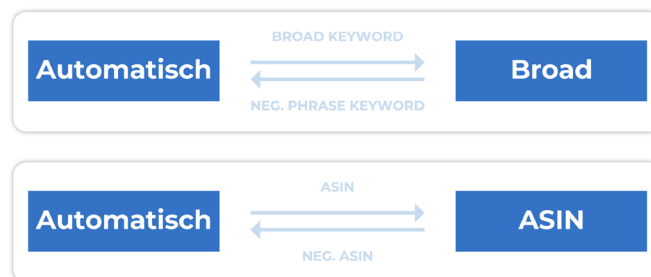 BROAD KEYWORD
Automatisch
Broad
NEG. PHRASE KEYWORD
ASIN
Automatisch
ASIN
NEG. ASIN